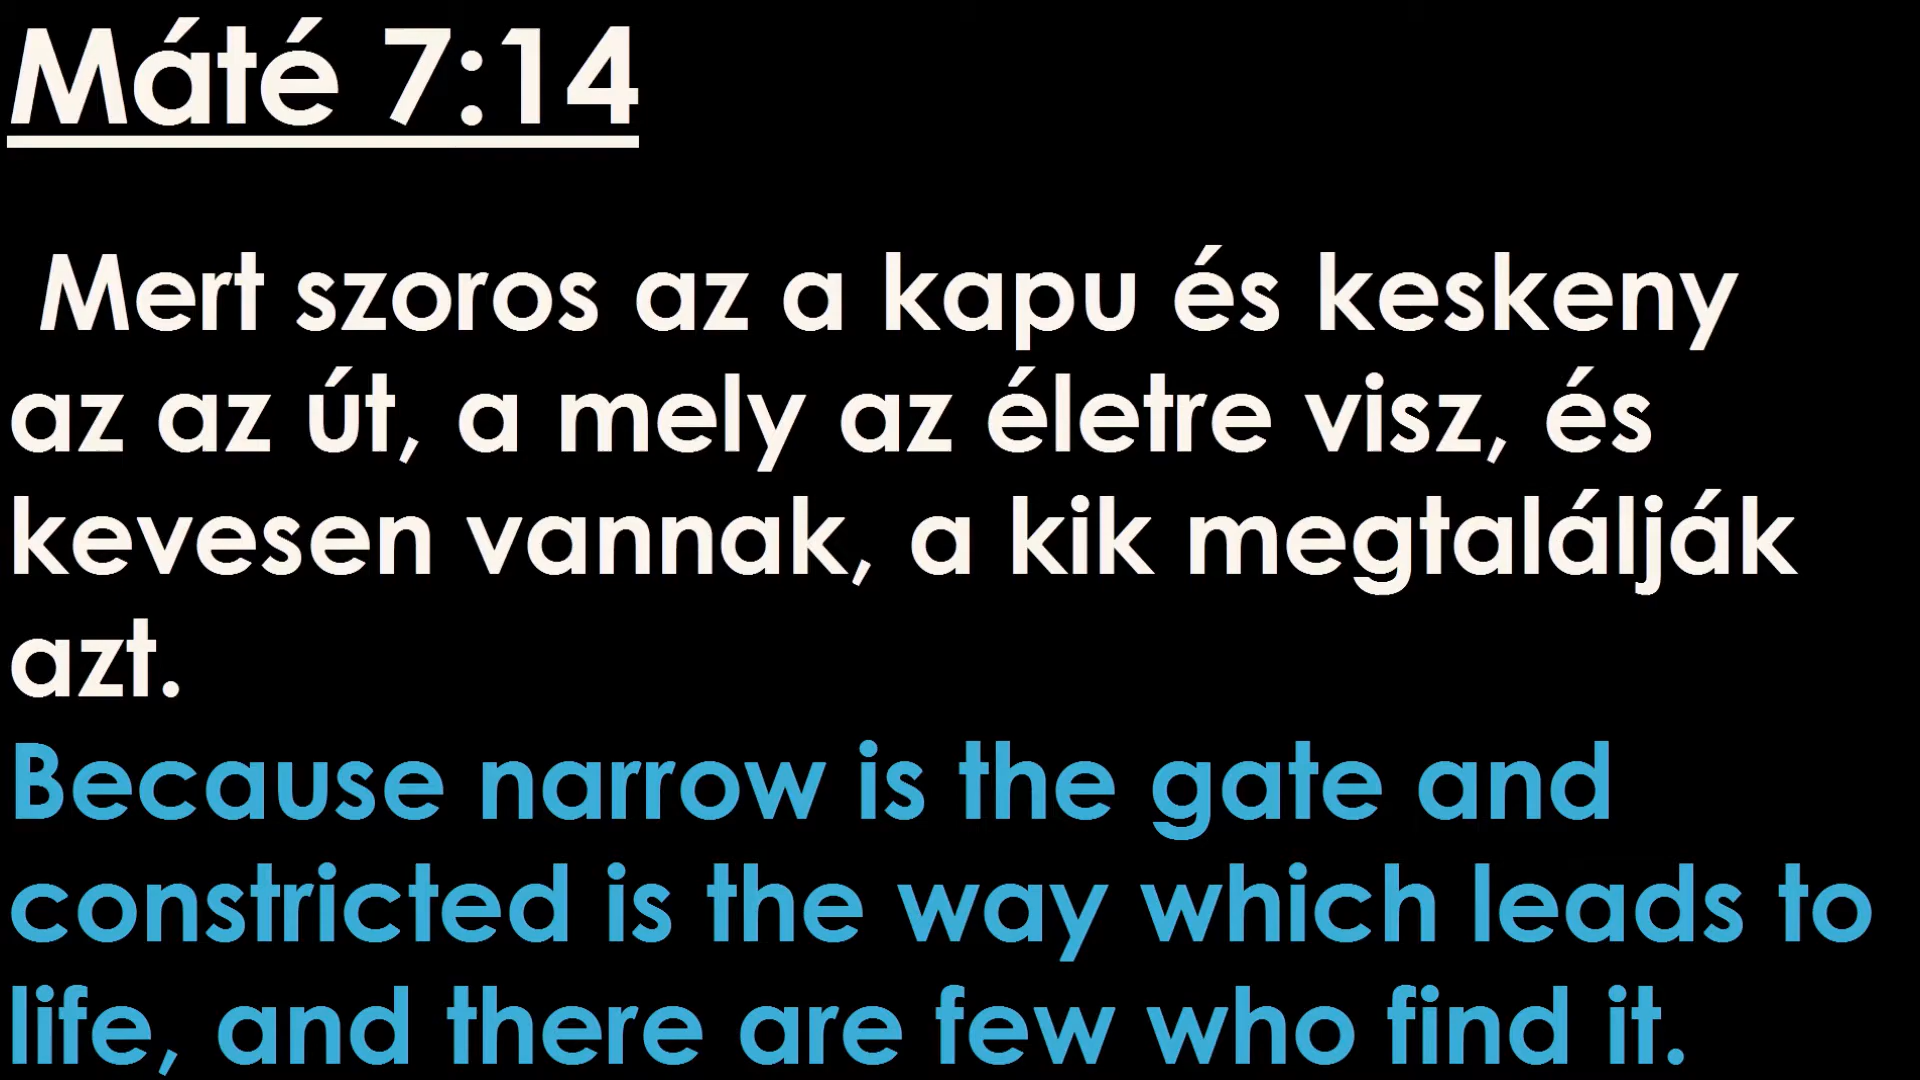 Máté 7:14
Mert szoros az a kapu és keskeny
az az út, a mely az életre visz, és
kevesen vannak, a kik megtalálják
azt.
Because narrow is the gate and
constricted is the way which leads to
life, and there are few who find it.